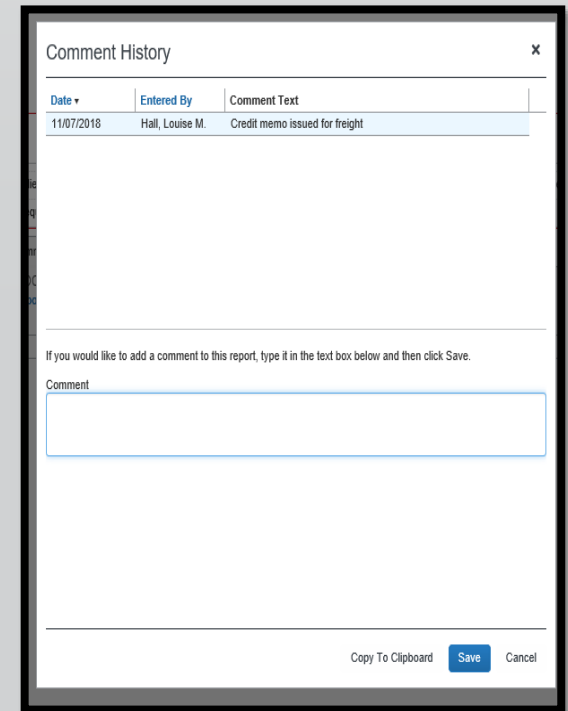 Comment History
×
Date ▾ Entered By Comment Text
11/07/2018 Hall, Louise M. Credit memo issued for freight
If you would like to add a comment to this report, type it in the text box below and then click Save.
Comment
Copy To Clipboard Save Cancel